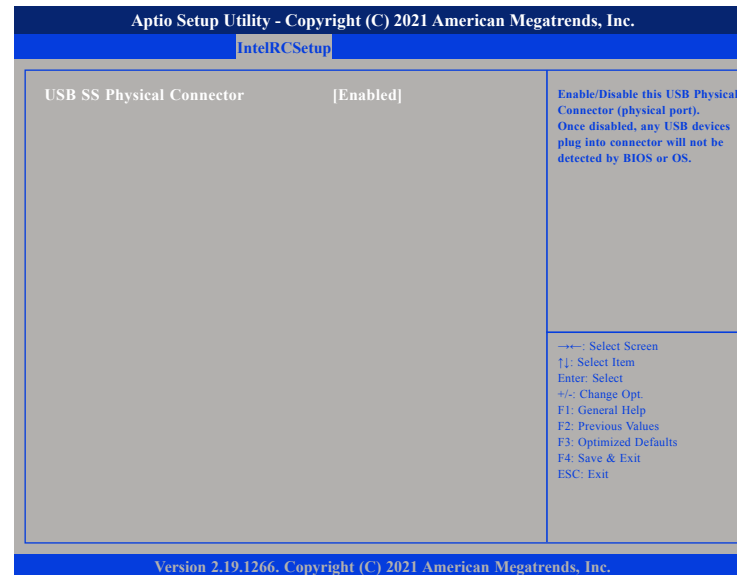 Aptio Setup Utility - Copyright (C) 2021 American Megatrends, Inc.
IntelRCSetup
USB SS Physical Connector [Enabled]
Enable/Disable this USB Physical
Connector (physical port).
Once disabled, any USB devices
plug into connector will not be
detected by BIOS or OS.
→←: Select Screen
↑↓: Select Item
Enter: Select
+/-: Change Opt.
F1: General Help
F2: Previous Values
F3: Optimized Defaults
F4: Save & Exit
ESC: Exit
Version 2.19.1266. Copyright (C) 2021 American Megatrends, Inc.